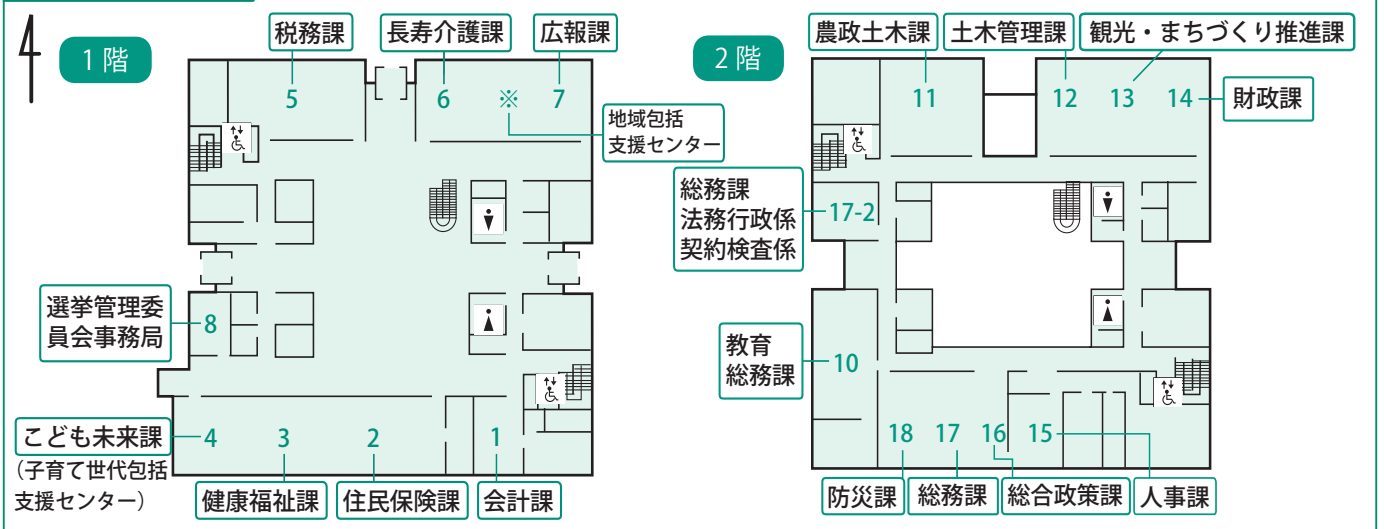 4
1階
税務課
長寿介護課
広報課
5
6
※
7
地域包括
支援センター
選挙管理委
員会事務局
8
こども未来課
(子育て世代包括
支援センター)
4
3
2
1
健康福祉課
住民保険課
会計課
2階
農政土木課
土木管理課
観光・まちづくり推進課
11
12
13
14
財政課
総務課
法務行政係
契約検査係
17-2
教育
総務課
10
18
17
16
15
防災課
総務課
総合政策課
人事課